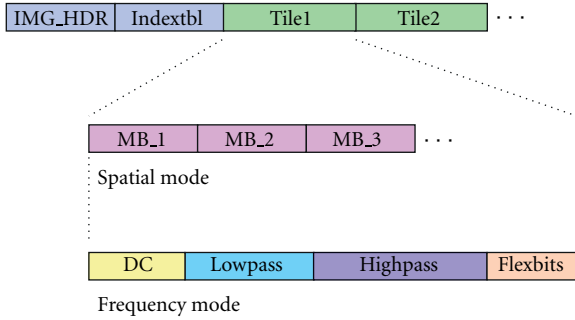 IMG_HDR Indextbl Tile1 Tile2 ...
MB_1 MB_2 MB_3 ...
Spatial mode
DC Lowpass Highpass Flexbits
Frequency mode